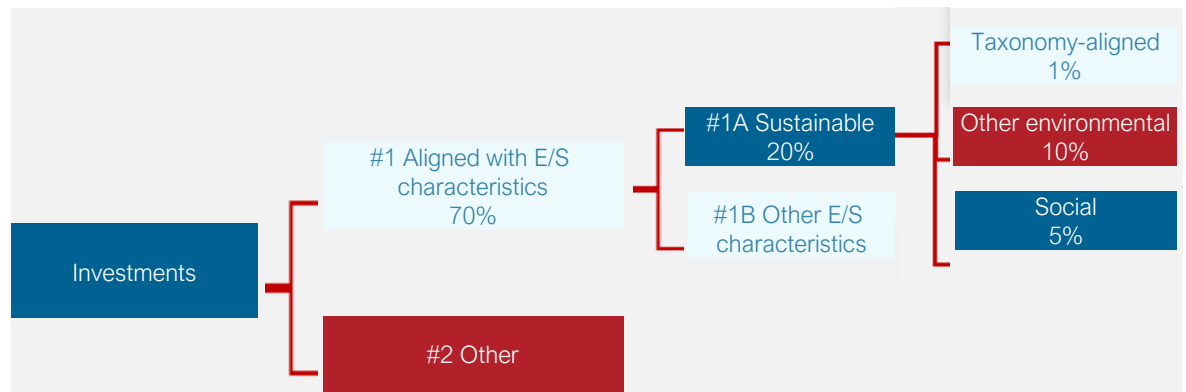 Investments
#1 Aligned with E/S
characteristics
70%
#2 Other
#1A Sustainable
20%
#1B Other E/S
characteristics
Taxonomy-aligned
1%
Other environmental
10%
Social
5%